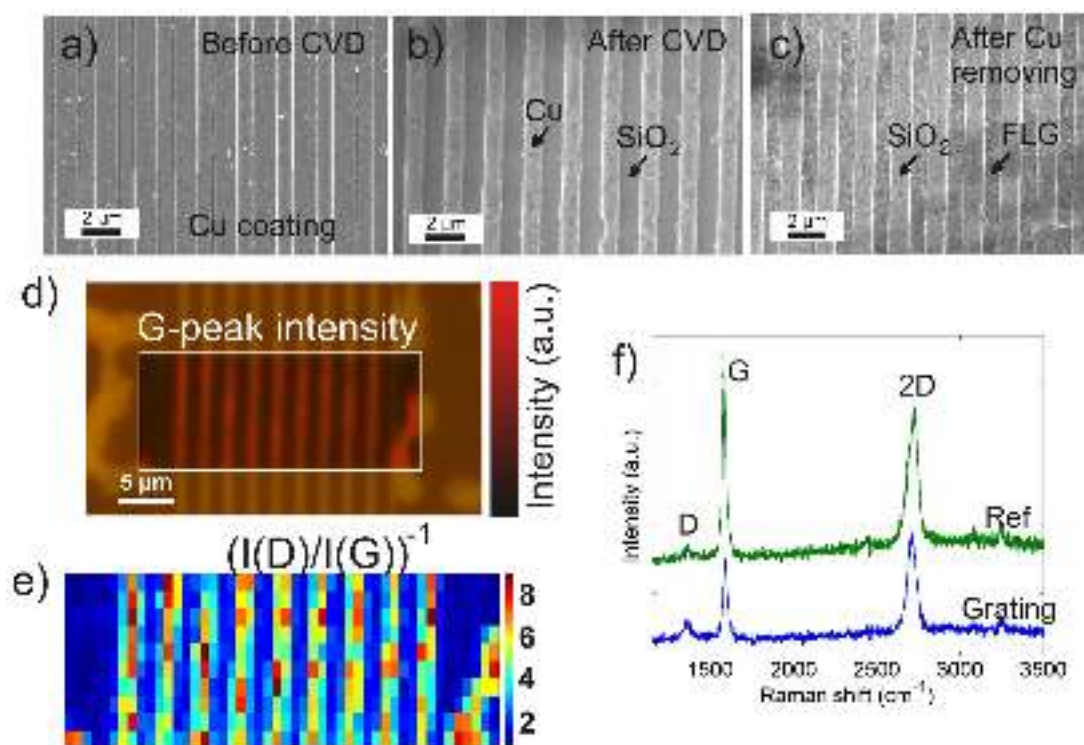 a)
Before CVD
2 µm
Cu coating
b)
After CVD
Cu
SiO₂
2 µm
c)
After Cu
removing
SiO₂
FLG
2 µm
d)
G-peak intensity
5 µm
Intensity (a.u.)
e)
(I(D)/I(G))⁻¹
8
6
4
2
f)
G
2D
D
Ref
Grating
Intensity (a.u.)
1500 2000 2500 3000 3500
Raman shift (cm⁻¹)